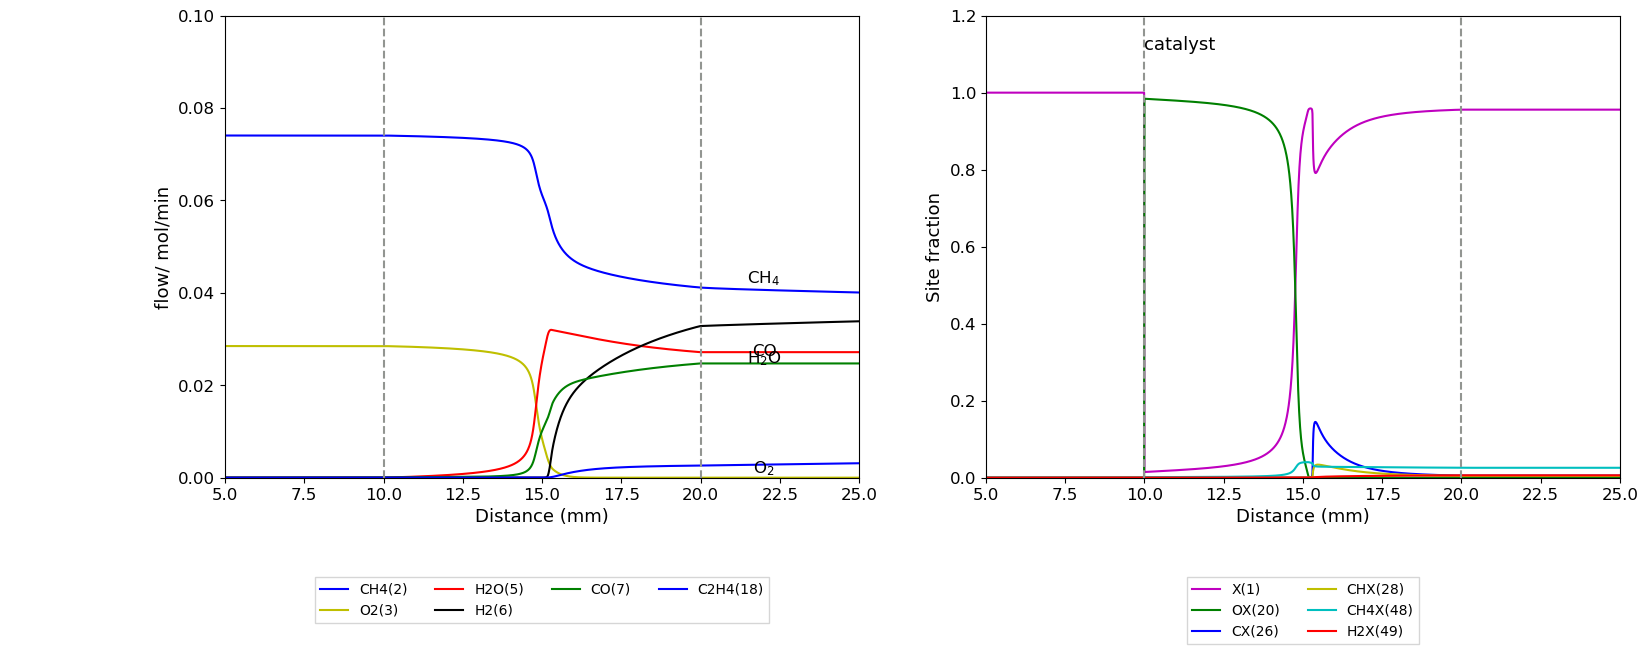 0.10
0.08
0.06
0.04
0.02
0.00
flow/ mol/min
CH₄
CO
H₂O
O₂
5.0 7.5 10.0 12.5 15.0 17.5 20.0 22.5 25.0
Distance (mm)
CH4(2) H2O(5) CO(7) C2H4(18)
O2(3) H2(6)
1.2
1.0
0.8
0.6
0.4
0.2
0.0
Site fraction
catalyst
5.0 7.5 10.0 12.5 15.0 17.5 20.0 22.5 25.0
Distance (mm)
X(1) CHX(28)
OX(20) CH4X(48)
CX(26) H2X(49)